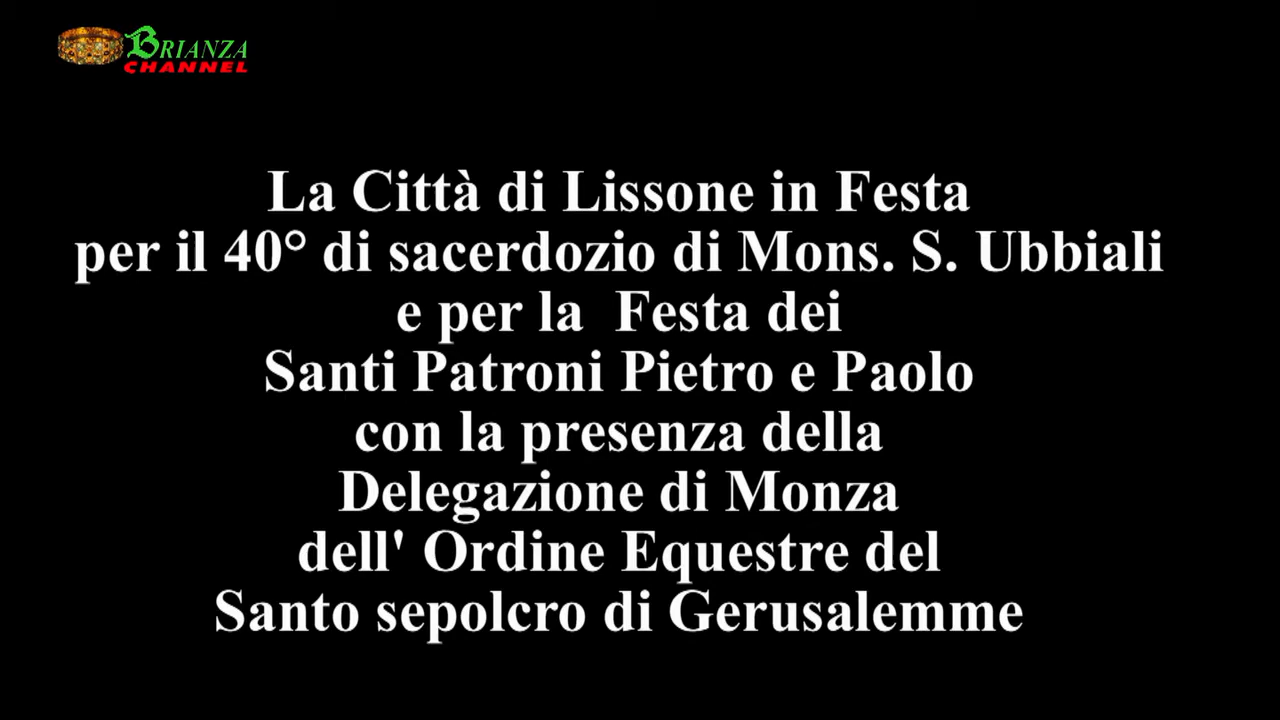 BRIANZA
CHANNEL
La Città di Lissone in Festa
per il 40° di sacerdozio di Mons. S. Ubbiali
e per la Festa dei
Santi Patroni Pietro e Paolo
con la presenza della
Delegazione di Monza
dell' Ordine Equestre del
Santo sepolcro di Gerusalemme